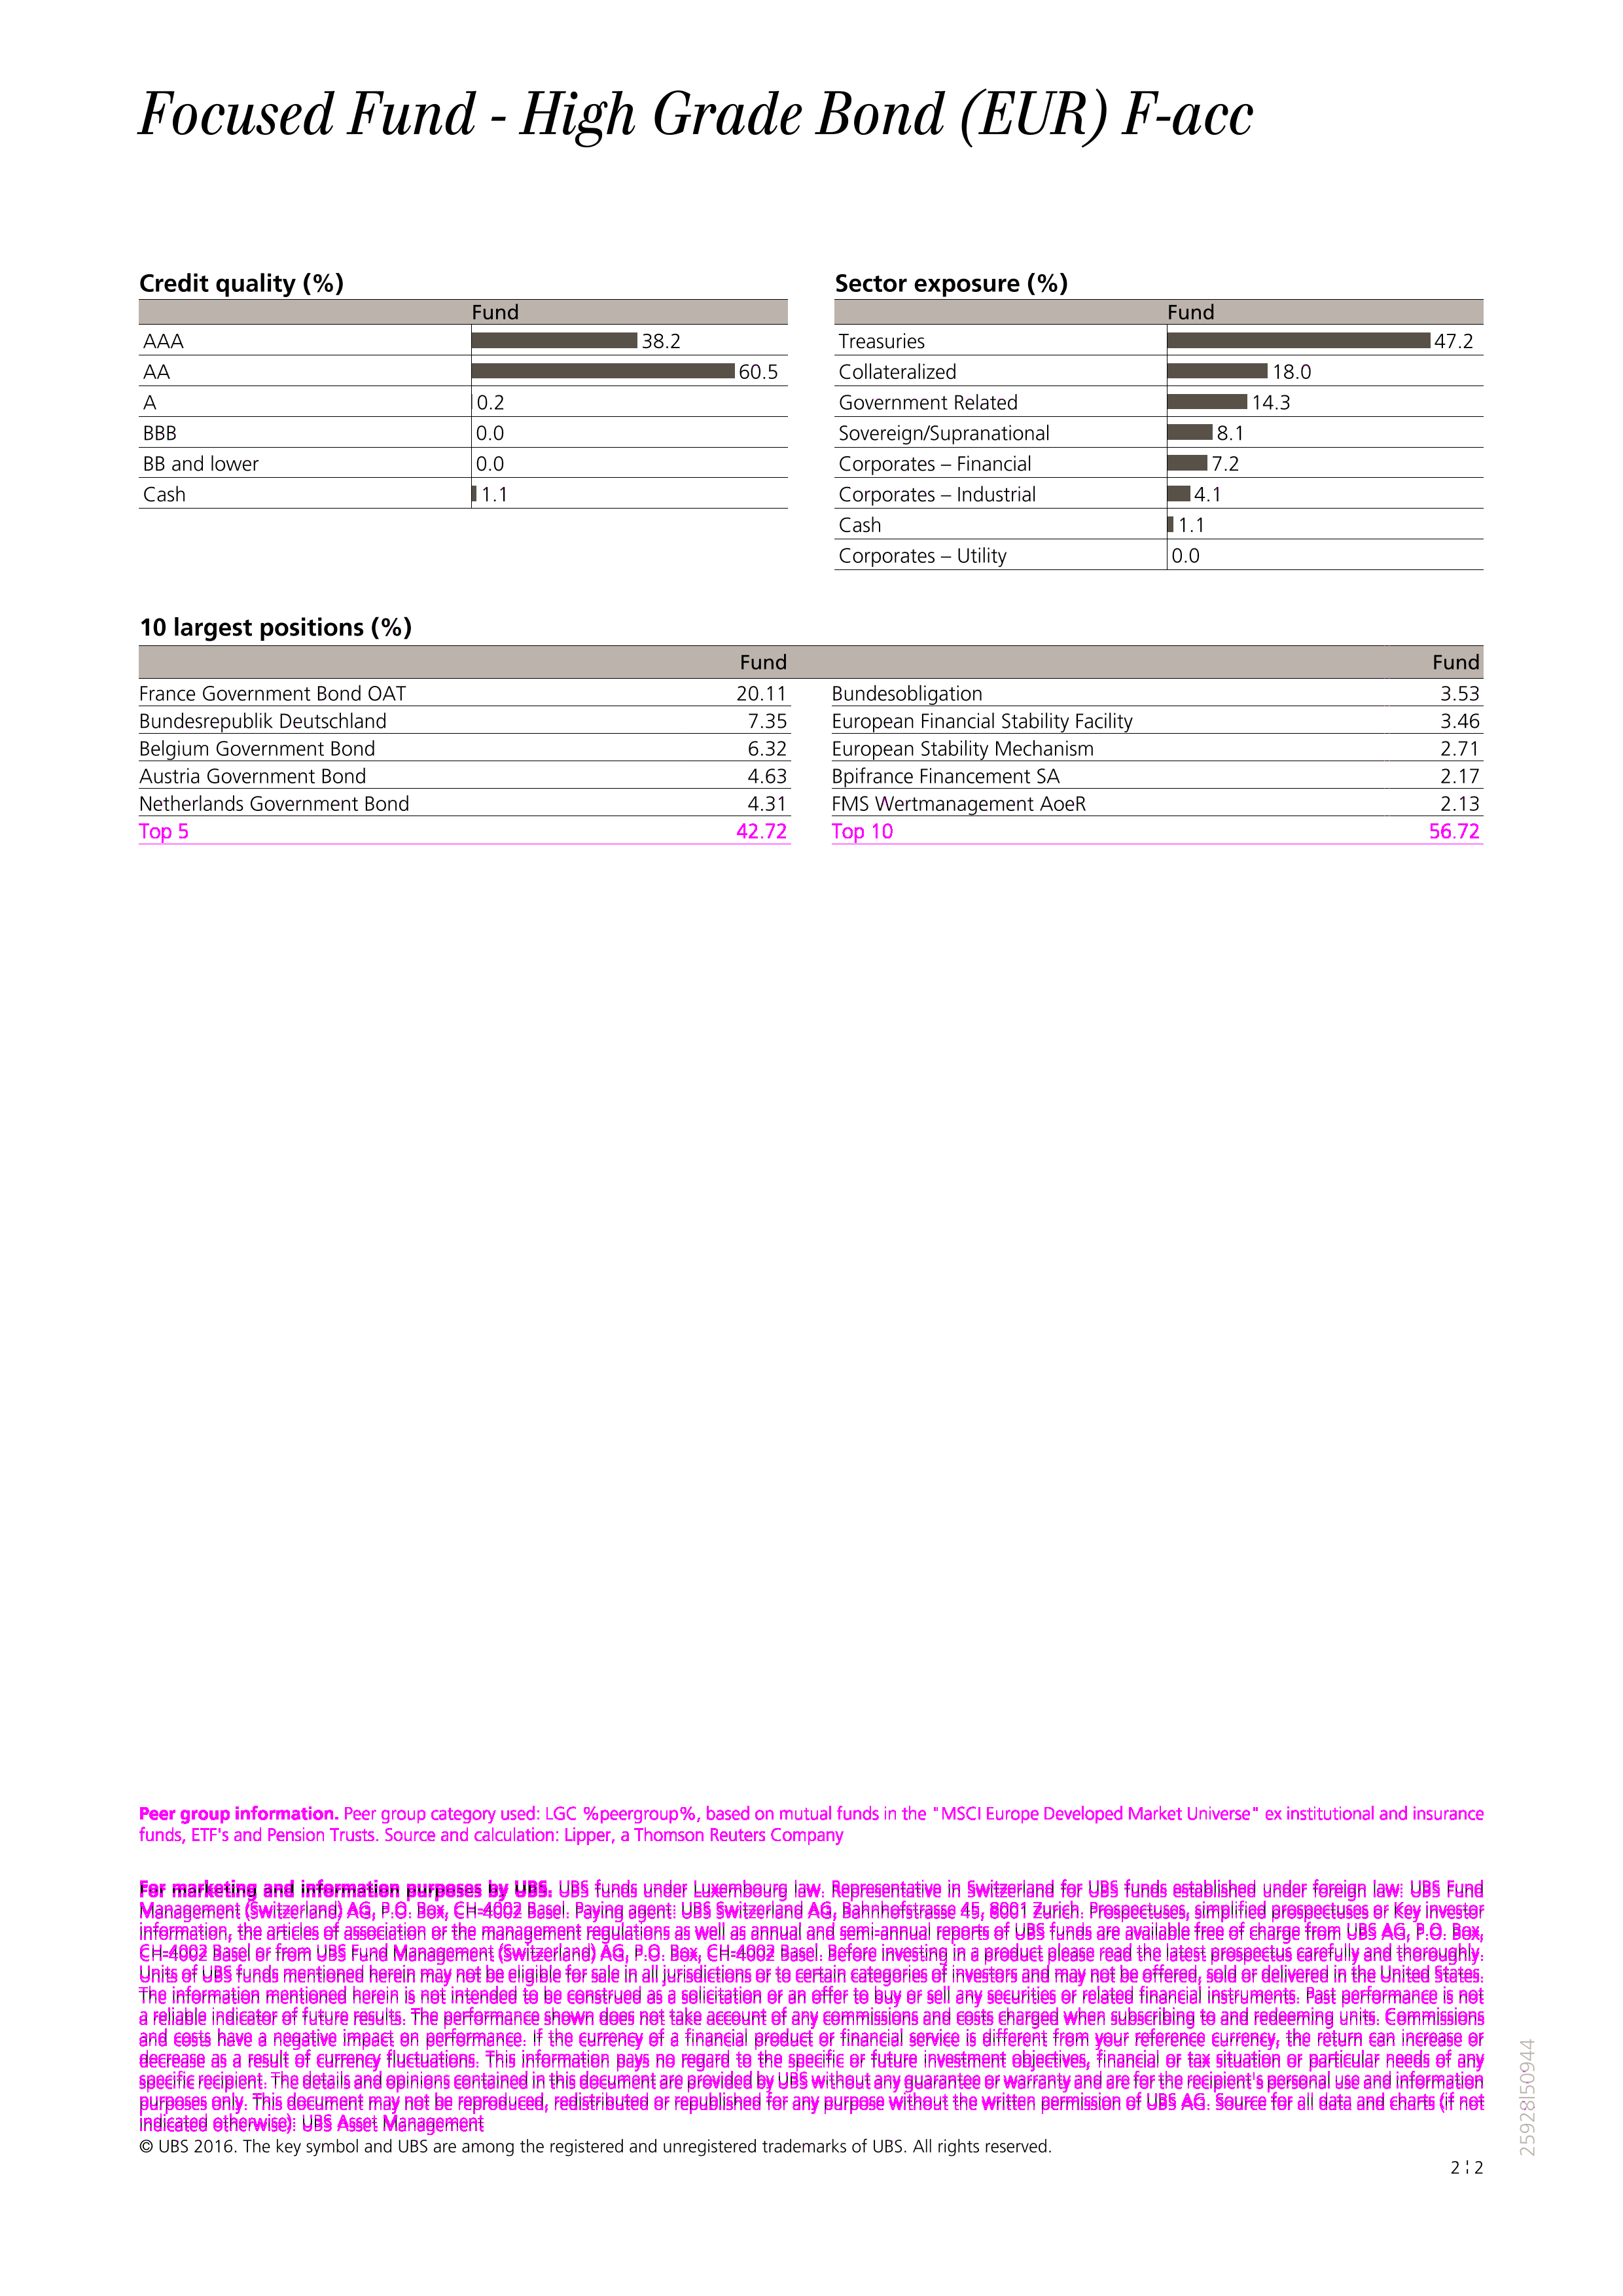 Focused Fund - High Grade Bond (EUR) F-acc
Credit quality (%)
Fund
AAA 38.2
AA 60.5
A 0.2
BBB 0.0
BB and lower 0.0
Cash 1.1
Sector exposure (%)
Fund
Treasuries 47.2
Collateralized 18.0
Government Related 14.3
Sovereign/Supranational 8.1
Corporates – Financial 7.2
Corporates – Industrial 4.1
Cash 1.1
Corporates – Utility 0.0
10 largest positions (%)
Fund Fund
France Government Bond OAT 20.11 Bundesobligation 3.53
Bundesrepublik Deutschland 7.35 European Financial Stability Facility 3.46
Belgium Government Bond 6.32 European Stability Mechanism 2.71
Austria Government Bond 4.63 Bpifrance Financement SA 2.17
Netherlands Government Bond 4.31 FMS Wertmanagement AoeR 2.13
Top 5 42.72 Top 10 56.72
Peer group information. Peer group category used: LGC %peergroup%, based on mutual funds in the "MSCI Europe Developed Market Universe" ex institutional and insurance
funds, ETF's and Pension Trusts. Source and calculation: Lipper, a Thomson Reuters Company
For marketing and information purposes by UBS. UBS funds under Luxembourg law. Representative in Switzerland for UBS funds established under foreign law: UBS Fund
Management (Switzerland) AG, P.O. Box, CH-4002 Basel. Paying agent: UBS Switzerland AG, Bahnhofstrasse 45, 8001 Zurich. Prospectuses, simplified prospectuses or Key investor
information, the articles of association or the management regulations as well as annual and semi-annual reports of UBS funds are available free of charge from UBS AG, P.O. Box,
CH-4002 Basel or from UBS Fund Management (Switzerland) AG, P.O. Box, CH-4002 Basel. Before investing in a product please read the latest prospectus carefully and thoroughly.
Units of UBS funds mentioned herein may not be eligible for sale in all jurisdictions or to certain categories of investors and may not be offered, sold or delivered in the United States.
The information mentioned herein is not intended to be construed as a solicitation or an offer to buy or sell any securities or related financial instruments. Past performance is not
a reliable indicator of future results. The performance shown does not take account of any commissions and costs charged when subscribing to and redeeming units. Commissions
and costs have a negative impact on performance. If the currency of a financial product or financial service is different from your reference currency, the return can increase or
decrease as a result of currency fluctuations. This information pays no regard to the specific or future investment objectives, financial or tax situation or particular needs of any
specific recipient. The details and opinions contained in this document are provided by UBS without any guarantee or warranty and are for the recipient's personal use and information
purposes only. This document may not be reproduced, redistributed or republished for any purpose without the written permission of UBS AG. Source for all data and charts (if not
indicated otherwise): UBS Asset Management
© UBS 2016. The key symbol and UBS are among the registered and unregistered trademarks of UBS. All rights reserved.
2 ¦ 2
25928|50944